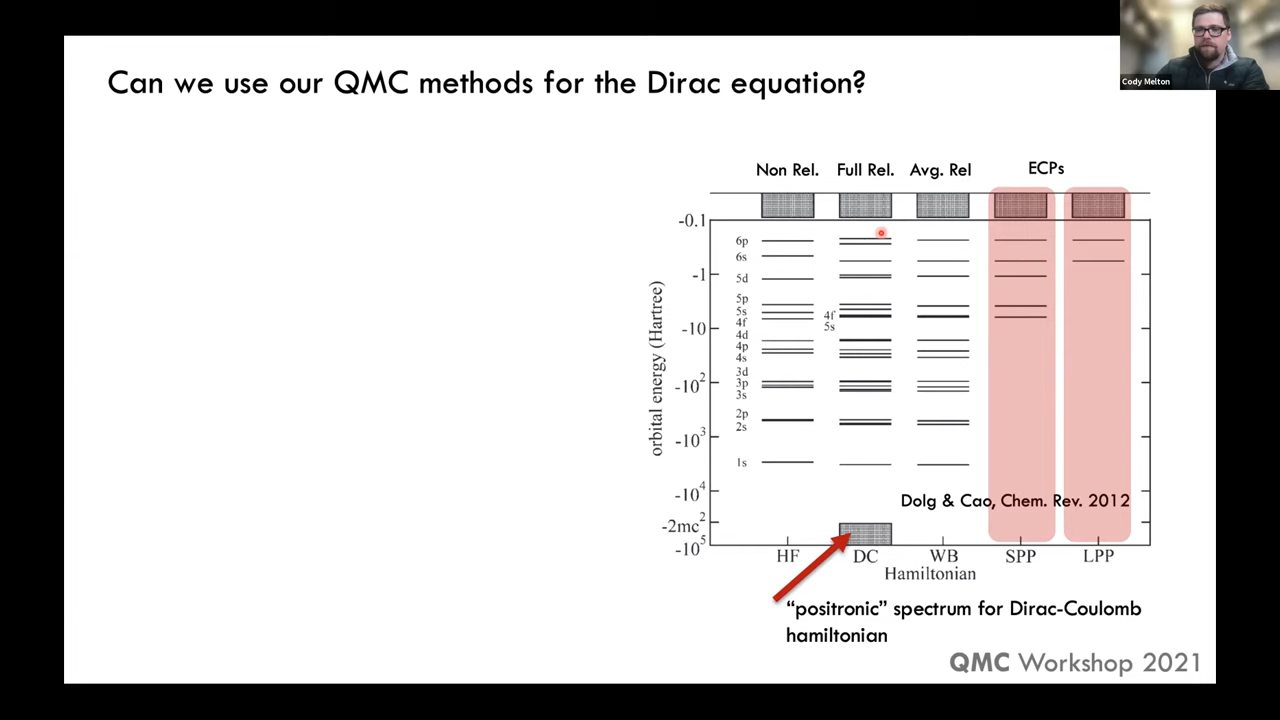 Cody Melton
Can we use our QMC methods for the Dirac equation?
Non Rel.
Full Rel.
Avg. Rel
ECPs
orbital energy (Hartree)
-0.1
-1
-10
-10²
-10³
-10⁴
-2mc²
-10⁵
6p
6s
5d
5p
5s
4f
4d
4p
4s
3d
3p
3s
2p
2s
1s
4f
5s
Dolg & Cao, Chem. Rev. 2012
HF
DC
WB
SPP
LPP
Hamiltonian
“positronic” spectrum for Dirac-Coulomb
hamiltonian
QMC Workshop 2021